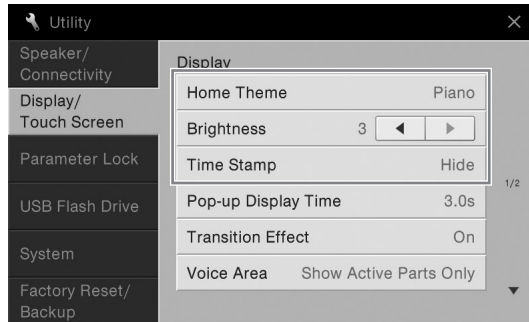 Utility
Speaker/
Connectivity
Display/
Touch Screen
Parameter Lock
USB Flash Drive
System
Factory Reset/
Backup
Display
Home Theme Piano
Brightness 3
Time Stamp Hide
Pop-up Display Time 3.0s
Transition Effect On
Voice Area Show Active Parts Only
1/2